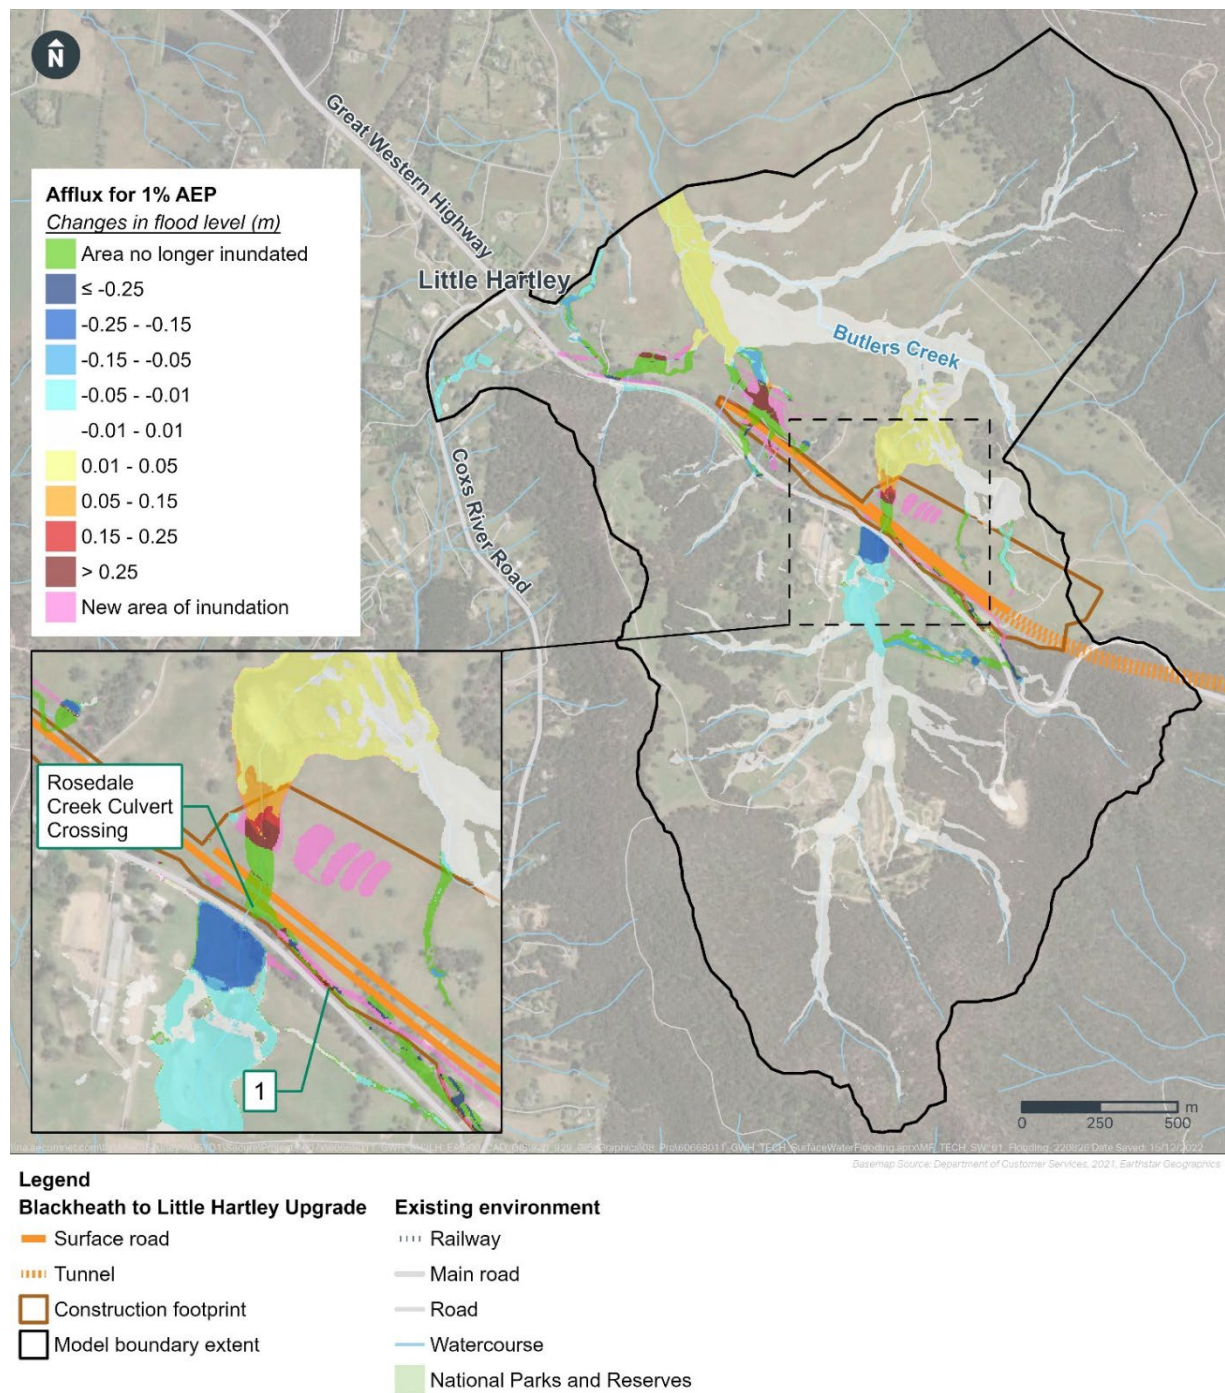 N
Great Western Highway
Afflux for 1% AEP
Changes in flood level (m)
Area no longer inundated
≤ -0.25
-0.25 - -0.15
-0.15 - -0.05
-0.05 - -0.01
-0.01 - 0.01
0.01 - 0.05
0.05 - 0.15
0.15 - 0.25
> 0.25
New area of inundation
Little Hartley
Butlers Creek
Coxs River Road
Rosedale
Creek Culvert
Crossing
1
0 250 500 m
Basemap Source: Department of Customer Services, 2021, Earthstar Geographics
Legend
Blackheath to Little Hartley Upgrade
Surface road
Tunnel
Construction footprint
Model boundary extent
Existing environment
Railway
Main road
Road
Watercourse
National Parks and Reserves